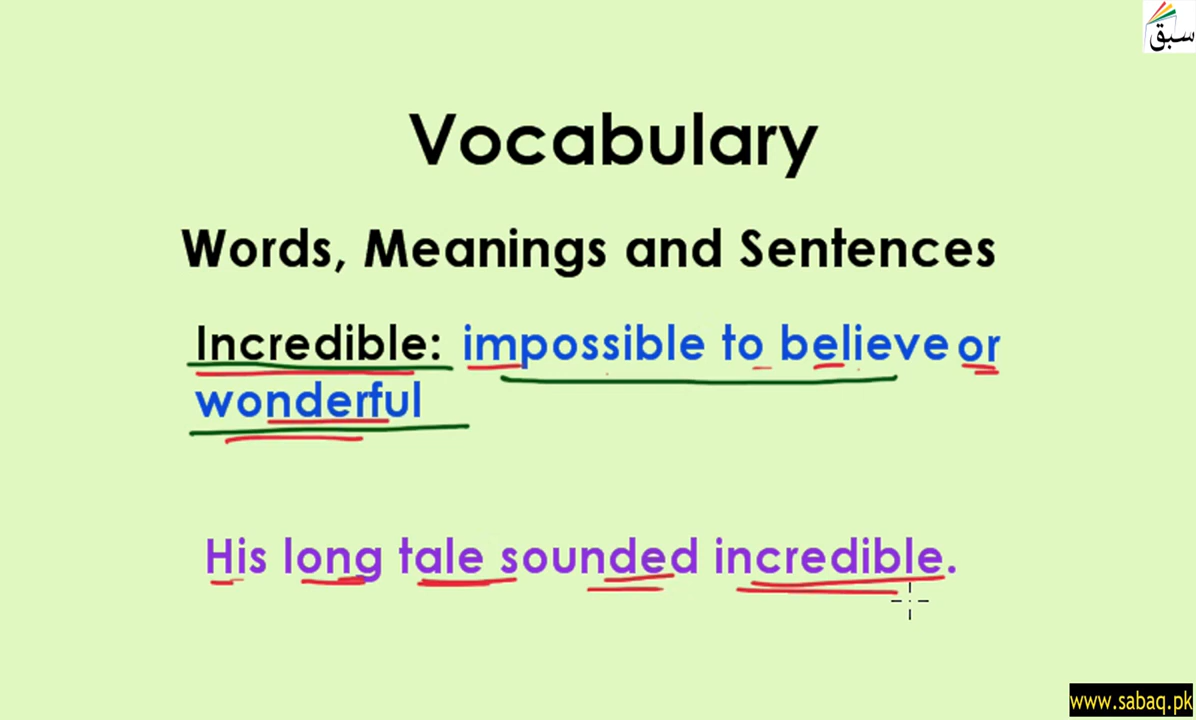 سبق
Vocabulary
Words, Meanings and Sentences
Incredible: impossible to believe or
wonderful
His long tale sounded incredible.
www.sabaq.pk